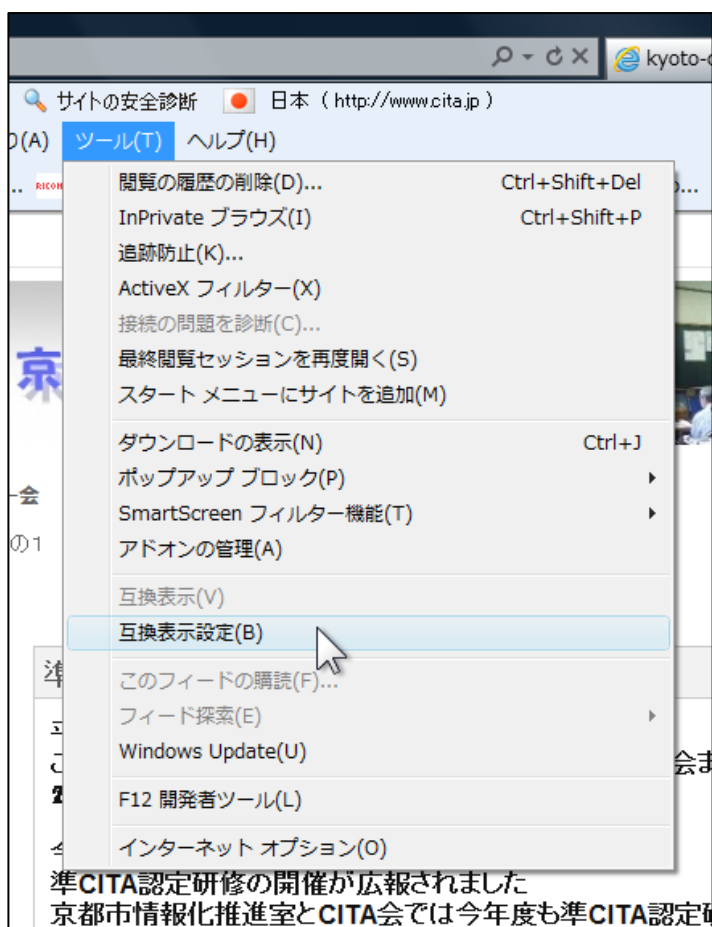 kyoto-c
サイトの安全診断 日本 ( http://www.cita.jp )
(A) ツール(T) ヘルプ(H)
RICOH
閲覧の履歴の削除(D)... Ctrl+Shift+Del
InPrivate ブラウズ(I) Ctrl+Shift+P
追跡防止(K)...
ActiveX フィルター(X)
接続の問題を診断(C)...
最終閲覧セッションを再度開く(S)
スタート メニューにサイトを追加(M)
京
ダウンロードの表示(N) Ctrl+J
ポップアップ ブロック(P)
会
SmartScreen フィルター機能(T)
の1
アドオンの管理(A)
互換表示(V)
互換表示設定(B)
準
このフィードの購読(F)...
フィード探索(E)
Windows Update(U)
会ま
F12 開発者ツール(L)
インターネット オプション(O)
準CITA認定研修の開催が広報されました
京都市情報化推進室とCITA会では今年度も準CITA認定研